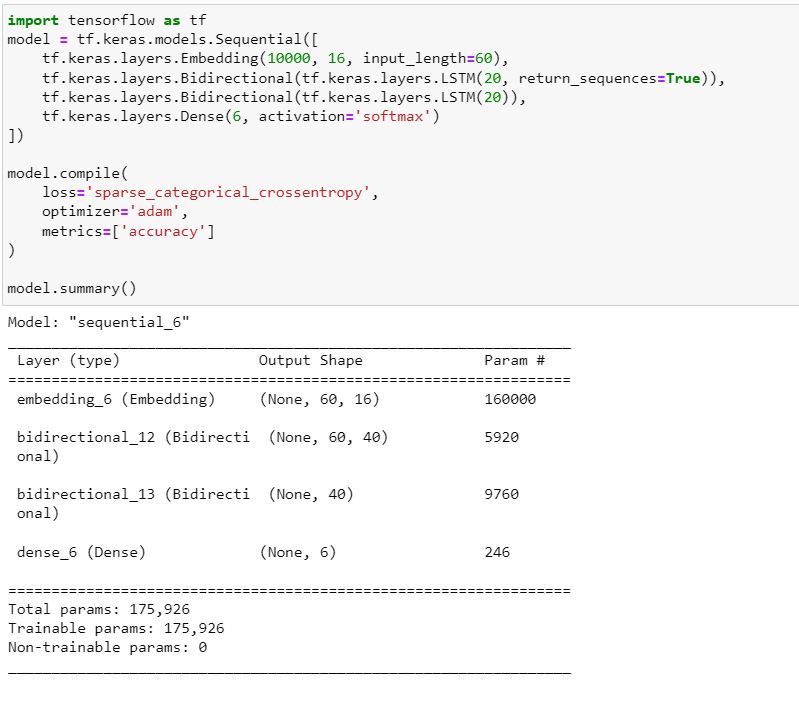 import tensorflow as tf
model = tf.keras.models.Sequential([
    tf.keras.layers.Embedding(10000, 16, input_length=60),
    tf.keras.layers.Bidirectional(tf.keras.layers.LSTM(20, return_sequences=True)),
    tf.keras.layers.Bidirectional(tf.keras.layers.LSTM(20)),
    tf.keras.layers.Dense(6, activation='softmax')
])

model.compile(
    loss='sparse_categorical_crossentropy',
    optimizer='adam',
    metrics=['accuracy']
)

model.summary()
Model: "sequential_6"
_________________________________________________________________
 Layer (type)                Output Shape              Param #
=================================================================
 embedding_6 (Embedding)     (None, 60, 16)            160000

 bidirectional_12 (Bidirecti  (None, 60, 40)           5920
 onal)

 bidirectional_13 (Bidirecti  (None, 40)               9760
 onal)

 dense_6 (Dense)             (None, 6)                 246

=================================================================
Total params: 175,926
Trainable params: 175,926
Non-trainable params: 0
_________________________________________________________________